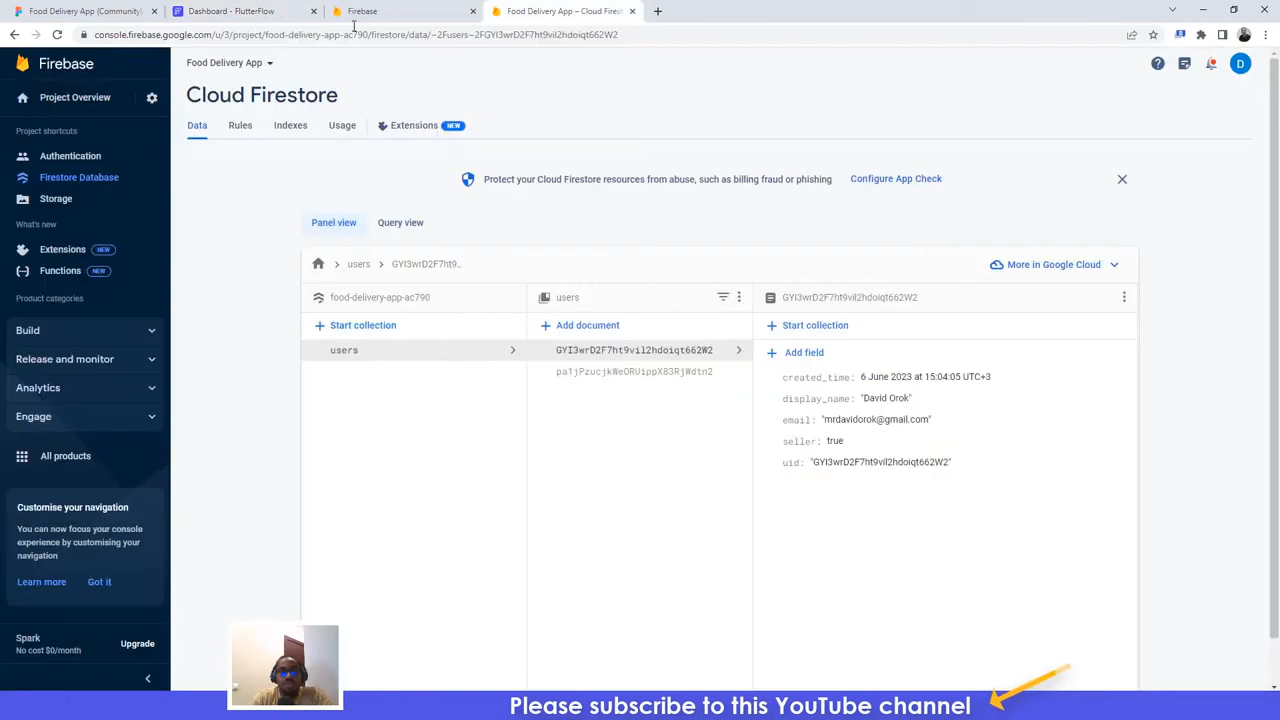 Food Delivery App (Community)
Dashboard - FlutterFlow
Firebase
Food Delivery App – Cloud Fires
console.firebase.google.com/u/3/project/food-delivery-app-ac790/firestore/data/~2Fusers~2FGYI3wrD2F7ht9vil2hdoiqt662W2
Firebase
Project Overview
Project shortcuts
Authentication
Firestore Database
Storage
What's new
Extensions NEW
Functions NEW
Product categories
Build
Release and monitor
Analytics
Engage
All products
Customise your navigation
You can now focus your console
experience by customising your
navigation
Learn more Got it
Spark
No cost $0/month
Upgrade
Food Delivery App
D
Cloud Firestore
Data Rules Indexes Usage Extensions NEW
Protect your Cloud Firestore resources from abuse, such as billing fraud or phishing Configure App Check
Panel view Query view
users GYI3wrD2F7ht9..
More in Google Cloud
food-delivery-app-ac790
Start collection
users
users
Add document
GYI3wrD2F7ht9vil2hdoiqt662W2
pa1jPzucjkWeORUippX83RjWdtn2
GYI3wrD2F7ht9vil2hdoiqt662W2
Start collection
Add field
created_time: 6 June 2023 at 15:04:05 UTC+3
display_name: "David Orok"
email: "mrdavidorok@gmail.com"
seller: true
uid: "GYI3wrD2F7ht9vil2hdoiqt662W2"
Please subscribe to this YouTube channel